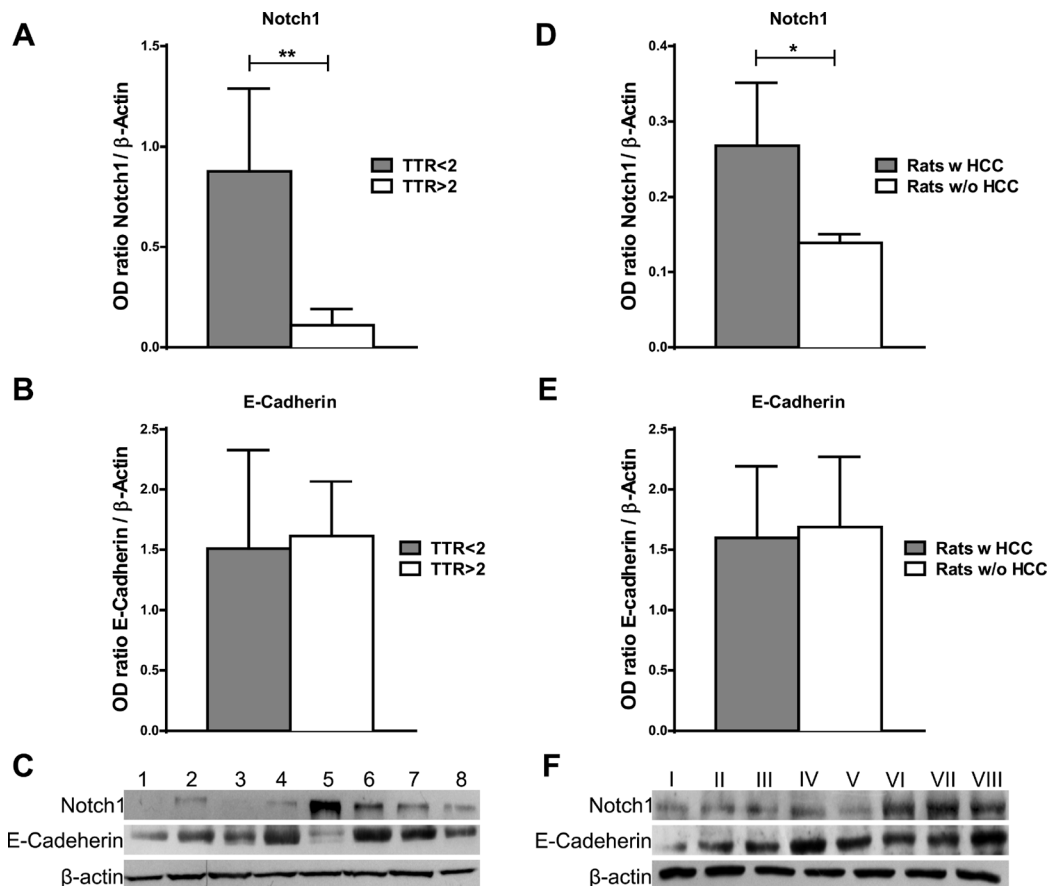 A
Notch1
1.5
1.0
0.5
0.0
OD ratio Notch1/ β-Actin
**
TTR<2
TTR>2
D
Notch1
0.4
0.3
0.2
0.1
0.0
OD ratio Notch1/ β-Actin
*
Rats w HCC
Rats w/o HCC
B
E-Cadherin
2.5
2.0
1.5
1.0
0.5
0.0
OD ratio E-Cadherin / β-Actin
TTR<2
TTR>2
E
E-Cadherin
2.5
2.0
1.5
1.0
0.5
0.0
OD ratio E-cadherin / β-Actin
Rats w HCC
Rats w/o HCC
C
1 2 3 4 5 6 7 8
Notch1
E-Cadeherin
β-actin
F
I II III IV V VI VII VIII
Notch1
E-Cadeherin
β-actin